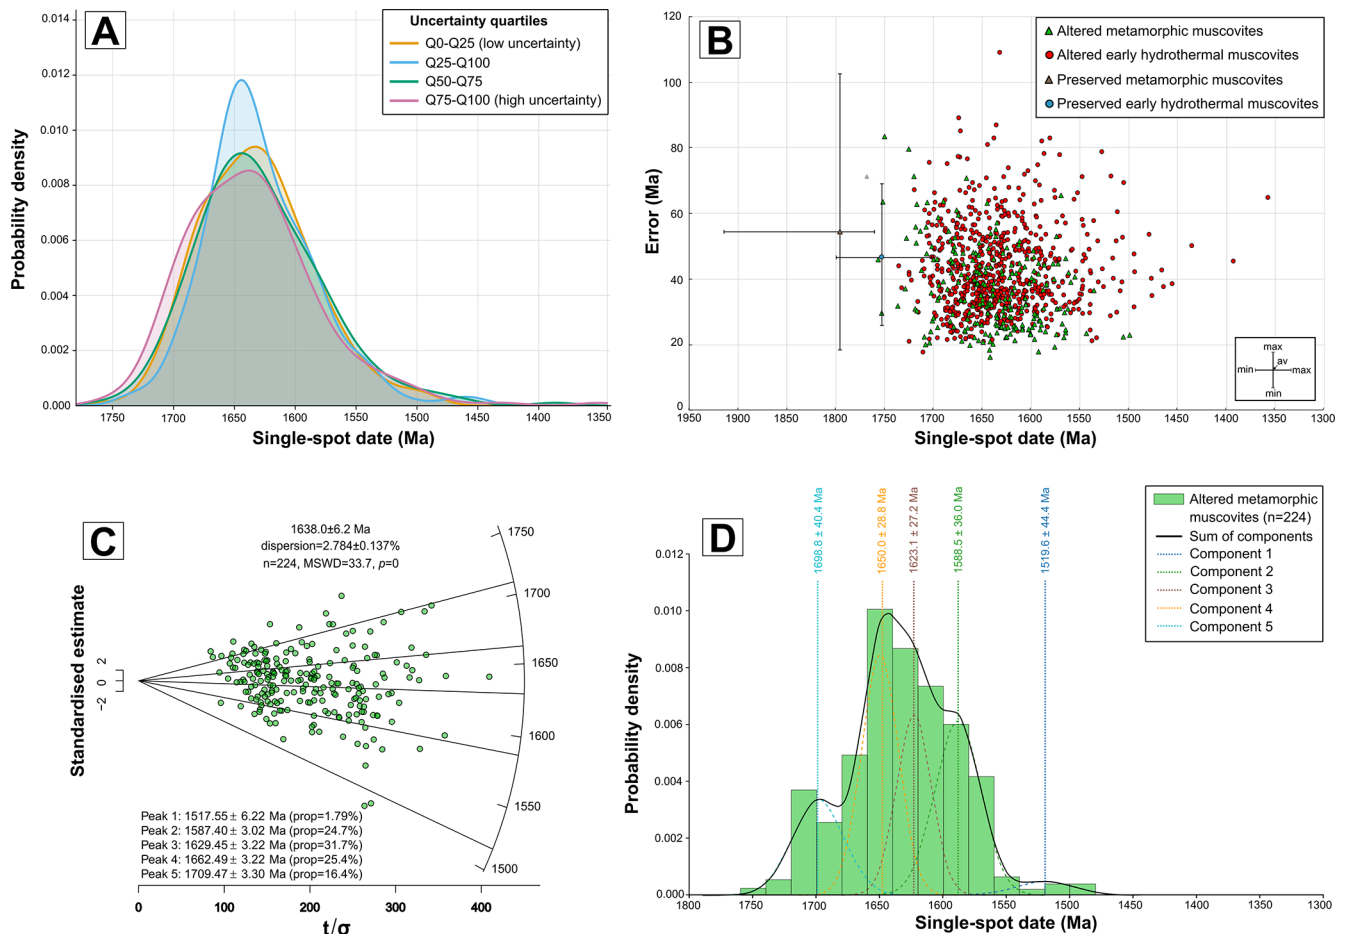 A
Uncertainty quartiles
Q0-Q25 (low uncertainty)
Q25-Q100
Q50-Q75
Q75-Q100 (high uncertainty)
Probability density
0.014
0.012
0.010
0.008
0.006
0.004
0.002
0.000
1750
1700
1650
1600
1550
1500
1450
1400
1350
Single-spot date (Ma)
B
Altered metamorphic muscovites
Altered early hydrothermal muscovites
Preserved metamorphic muscovites
Preserved early hydrothermal muscovites
Error (Ma)
120
100
80
60
40
20
0
max
av
min
max
min
1950
1900
1850
1800
1750
1700
1650
1600
1550
1500
1450
1400
1350
1300
Single-spot date (Ma)
C
1638.0±6.2 Ma
dispersion=2.784±0.137%
n=224, MSWD=33.7, p=0
Standardised estimate
2
0
−2
1750
1700
1650
1600
1550
1500
Peak 1: 1517.55 ± 6.22 Ma (prop=1.79%)
Peak 2: 1587.40 ± 3.02 Ma (prop=24.7%)
Peak 3: 1629.45 ± 3.22 Ma (prop=31.7%)
Peak 4: 1662.49 ± 3.22 Ma (prop=25.4%)
Peak 5: 1709.47 ± 3.30 Ma (prop=16.4%)
0
100
200
300
400
t/σ
D
1698.8 ± 40.4 Ma
1650.0 ± 28.8 Ma
1623.1 ± 27.2 Ma
1588.5 ± 36.0 Ma
1519.6 ± 44.4 Ma
Altered metamorphic
muscovites (n=224)
Sum of components
Component 1
Component 2
Component 3
Component 4
Component 5
Probability density
0.012
0.010
0.008
0.006
0.004
0.002
0.000
1800
1700
1650
1600
1550
1500
1450
1400
1350
1300
Single-spot date (Ma)